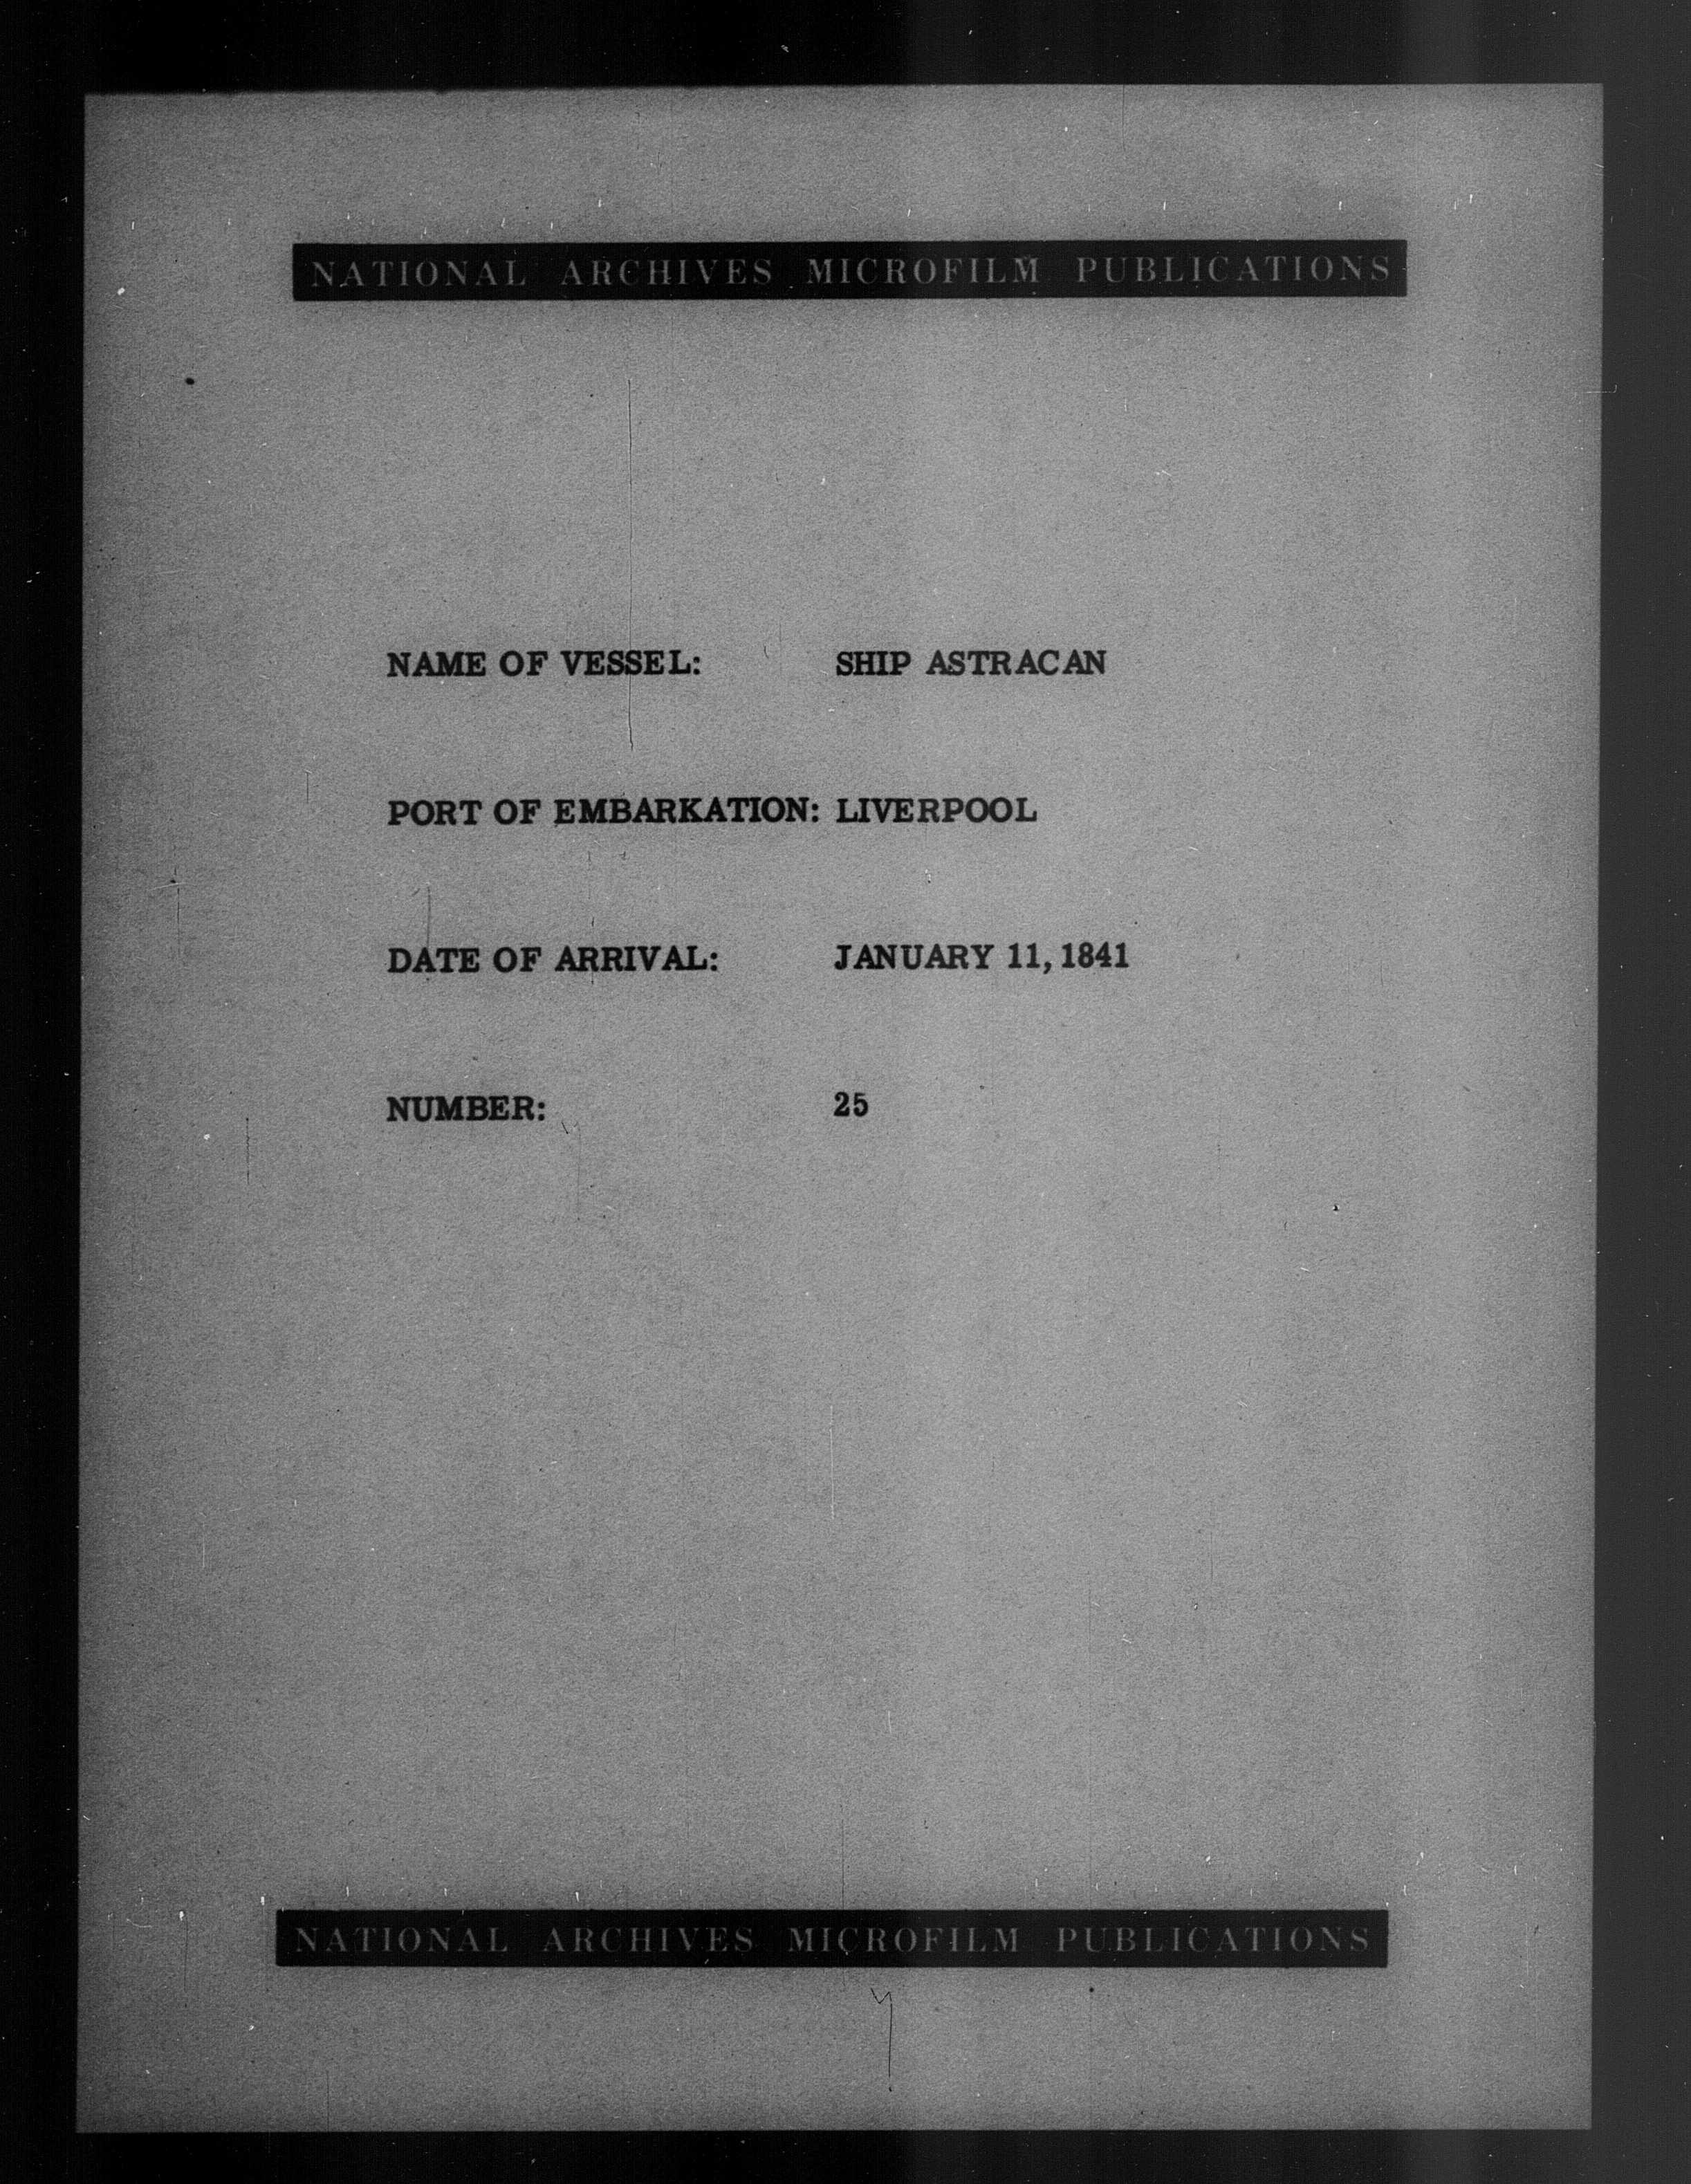 NATIONAL ARCHIVES MICROFILM PUBLICATIONS
NAME OF VESSEL: SHIP ASTRACAN
PORT OF EMBARKATION: LIVERPOOL
DATE OF ARRIVAL: JANUARY 11, 1841
NUMBER: 25
NATIONAL ARCHIVES MICROFILM PUBLICATIONS